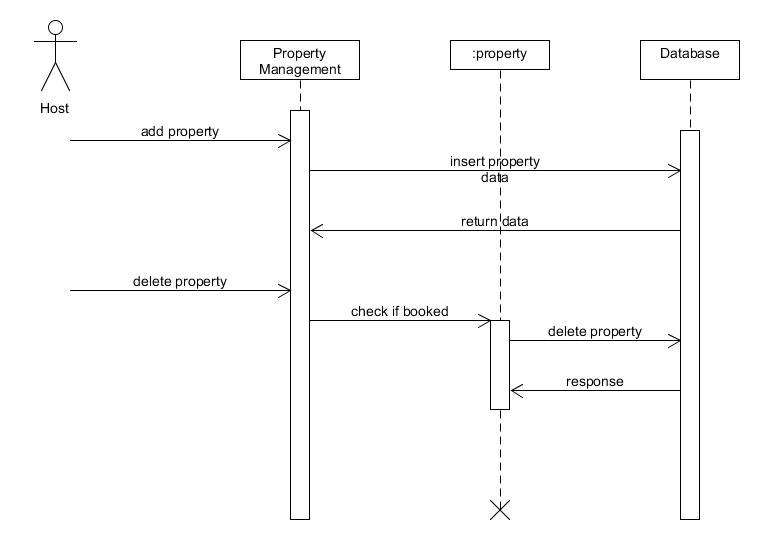 Property
Management
:property
Database
Host
add property
insert property
data
return data
delete property
check if booked
delete property
response